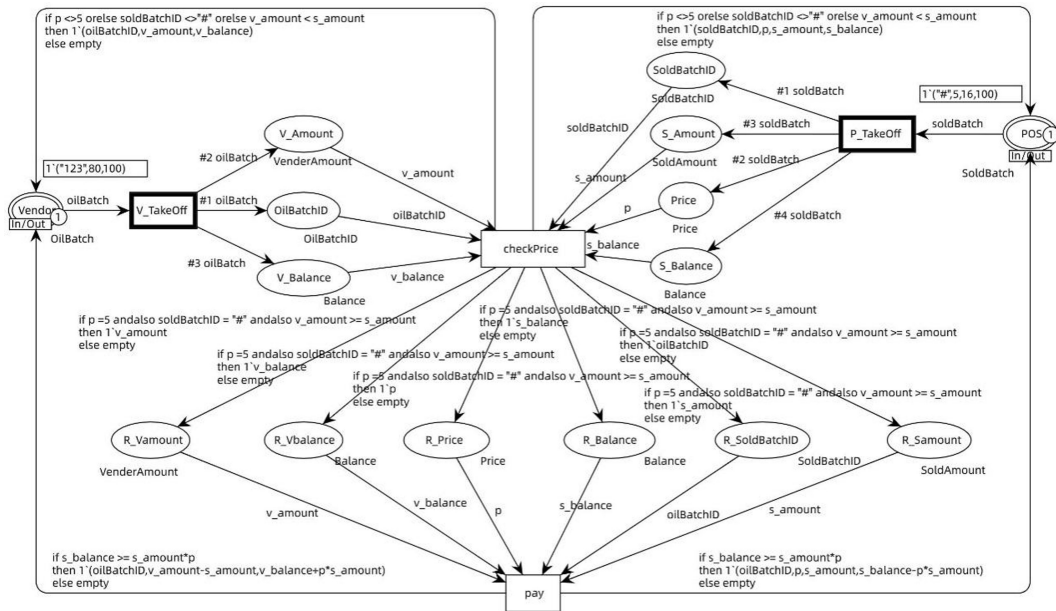 if p <>5 orelse soldBatchID <>"#" orelse v_amount < s_amount
then 1`(oilBatchID,v_amount,v_balance)
else empty
if p <>5 orelse soldBatchID <>"#" orelse v_amount < s_amount
then 1`(soldBatchID,p,s_amount,s_balance)
else empty
SoldBatchID
SoldBatchID
#1 soldBatch
1`("#",5,16,100)
V_Amount
VenderAmount
#2 oilBatch
soldBatchID
S_Amount
SoldAmount
#3 soldBatch
P_TakeOff
soldBatch
POS
1
In/Out
SoldBatch
1`("123",80,100)
v_amount
s_amount
#2 soldBatch
oilBatch
Vendor
1
In/Out
OilBatch
V_TakeOff
#1 oilBatch
OilBatchID
OilBatchID
oilBatchID
p
Price
Price
#4 soldBatch
checkPrice
s_balance
#3 oilBatch
V_Balance
Balance
v_balance
S_Balance
Balance
if p =5 andalso soldBatchID = "#" andalso v_amount >= s_amount
then 1`v_amount
else empty
if p =5 andalso soldBatchID = "#" andalso v_amount >= s_amount
then 1`s_balance
else empty
if p =5 andalso soldBatchID = "#" andalso v_amount >= s_amount
then 1`oilBatchID
else empty
if p =5 andalso soldBatchID = "#" andalso v_amount >= s_amount
then 1`v_balance
else empty
if p =5 andalso soldBatchID = "#" andalso v_amount >= s_amount
then 1`p
else empty
if p =5 andalso soldBatchID = "#" andalso v_amount >= s_amount
then 1`s_amount
else empty
R_Vamount
VenderAmount
R_Vbalance
Balance
R_Price
Price
R_Balance
Balance
R_SoldBatchID
SoldBatchID
R_Samount
SoldAmount
v_amount
v_balance
p
s_balance
oilBatchID
s_amount
if s_balance >= s_amount*p
then 1`(oilBatchID,v_amount-s_amount,v_balance+p*s_amount)
else empty
if s_balance >= s_amount*p
then 1`(oilBatchID,p,s_amount,s_balance-p*s_amount)
else empty
pay